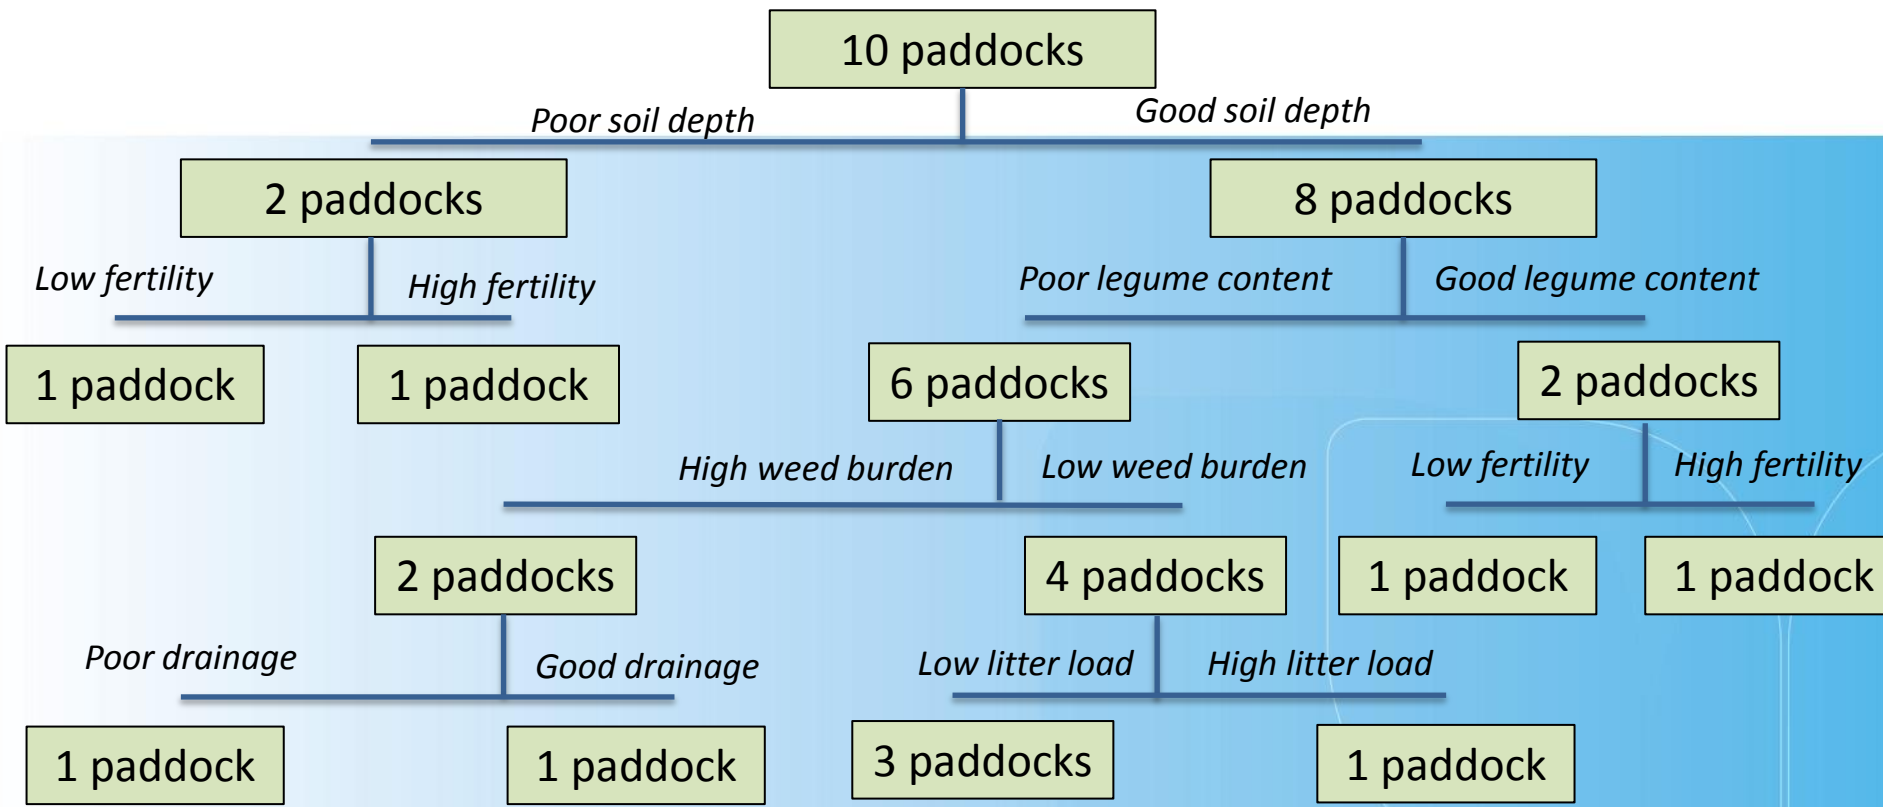 10 paddocks
Poor soil depth
Good soil depth
2 paddocks
8 paddocks
Low fertility
High fertility
Poor legume content
Good legume content
1 paddock
1 paddock
6 paddocks
2 paddocks
High weed burden
Low weed burden
Low fertility
High fertility
2 paddocks
4 paddocks
1 paddock
1 paddock
Poor drainage
Good drainage
Low litter load
High litter load
1 paddock
1 paddock
3 paddocks
1 paddock